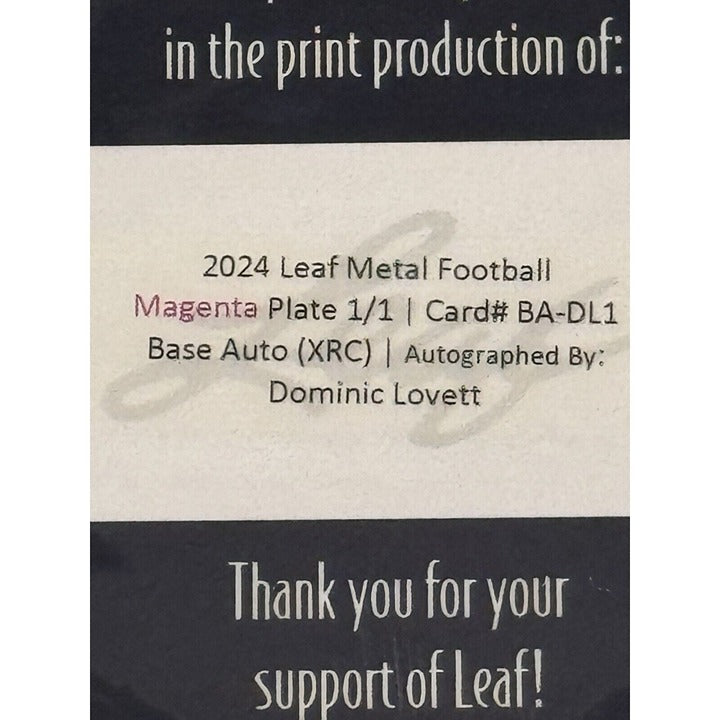 in the print production of:
2024 Leaf Metal Football
Magenta Plate 1/1 | Card# BA-DL1
Base Auto (XRC) | Autographed By:
Dominic Lovett
Thank you for your
support of Leaf!